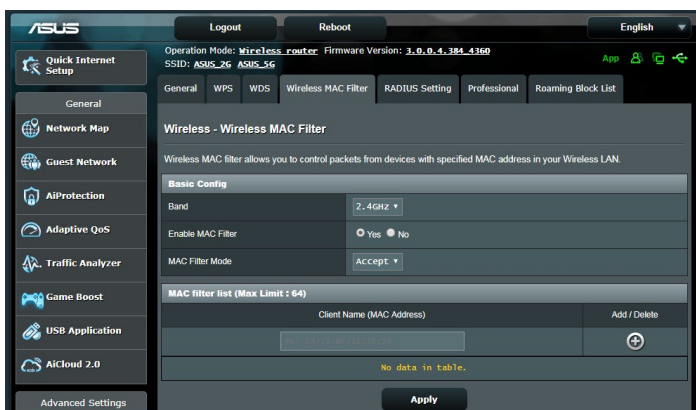 ASUS
Logout
Reboot
English
Quick Internet Setup
Operation Mode: Wireless router Firmware Version: 3.0.0.4.384_4360
SSID: ASUS_2G ASUS_5G
App
General WPS WDS Wireless MAC Filter RADIUS Setting Professional Roaming Block List
General
Network Map
Guest Network
AiProtection
Adaptive QoS
Traffic Analyzer
Game Boost
USB Application
AiCloud 2.0
Advanced Settings
Wireless - Wireless MAC Filter
Wireless MAC filter allows you to control packets from devices with specified MAC address in your Wireless LAN.
Basic Config
Band 2.4GHz
Enable MAC Filter Yes No
MAC Filter Mode Accept
MAC filter list (Max Limit : 64)
Client Name (MAC Address) Add / Delete
No data in table.
Apply